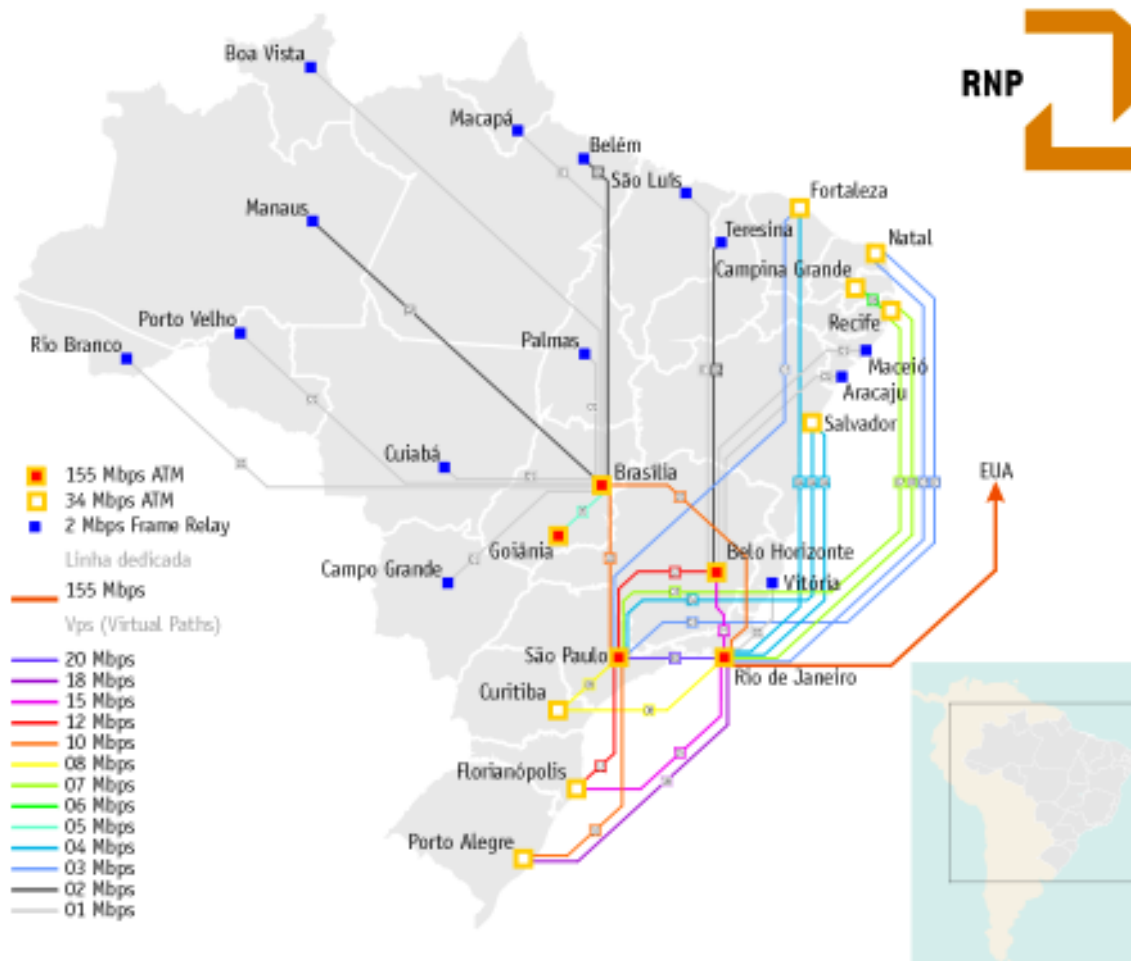 RNP
Boa Vista
Macapá
Belém
São Luis
Fortaleza
Manaus
Teresina
Natal
Campina Grande
Porto Velho
Recife
Rio Branco
Palmas
Maceió
Aracaju
Salvador
Cuiabá
Brasília
EUA
155 Mbps ATM
34 Mbps ATM
2 Mbps Frame Relay
Goiânia
Belo Horizonte
Linha dedicada
Campo Grande
Vitória
155 Mbps
Vps (Virtual Paths)
20 Mbps
São Paulo
Rio de Janeiro
18 Mbps
Curitiba
15 Mbps
12 Mbps
10 Mbps
08 Mbps
Florianópolis
07 Mbps
06 Mbps
05 Mbps
Porto Alegre
04 Mbps
03 Mbps
02 Mbps
01 Mbps